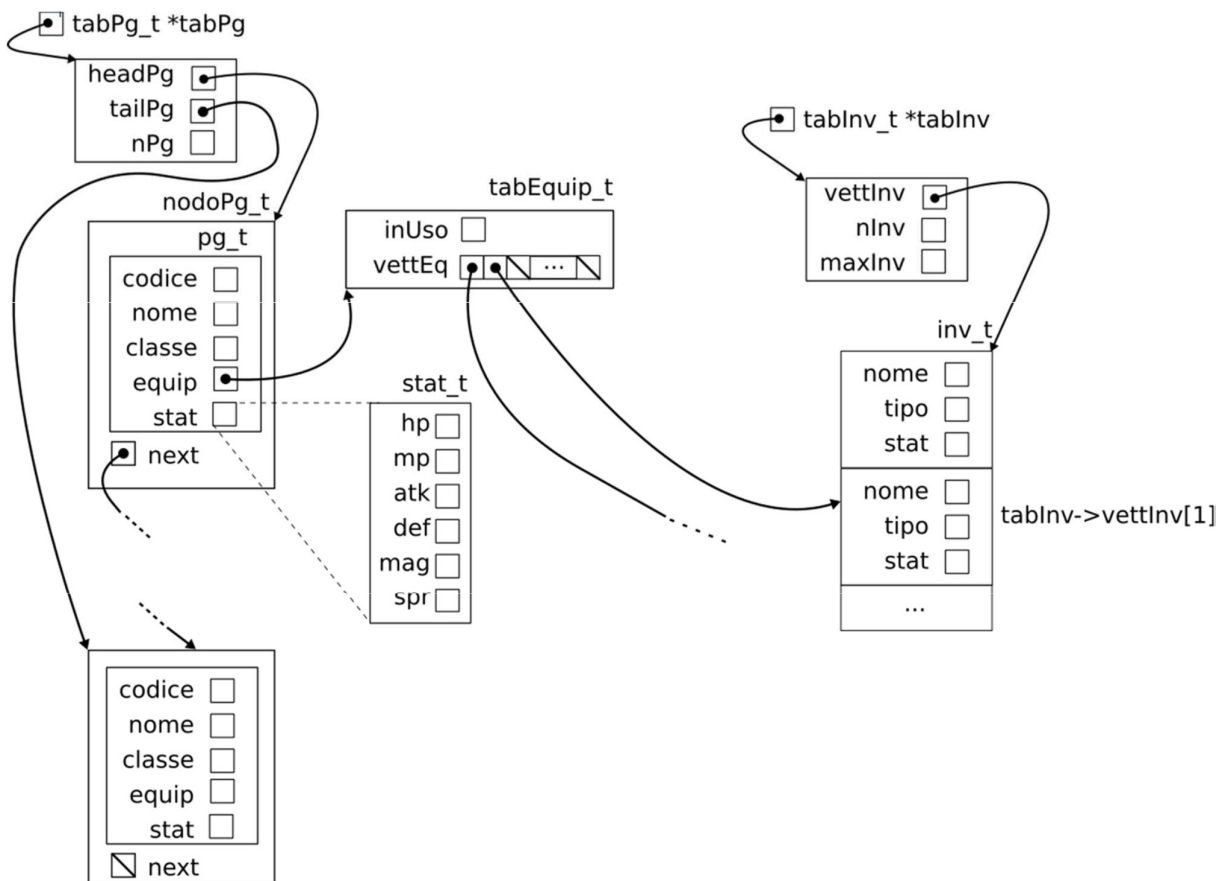 tabPg_t *tabPg
headPg
tailPg
nPg
nodoPg_t
pg_t
codice
nome
classe
equip
stat
next
tabEquip_t
inUso
vettEq
...
stat_t
hp
mp
atk
def
mag
spr
tabInv_t *tabInv
vettInv
nInv
maxInv
inv_t
nome
tipo
stat
nome
tipo
stat
tabInv->vettInv[1]
...
codice
nome
classe
equip
stat
next